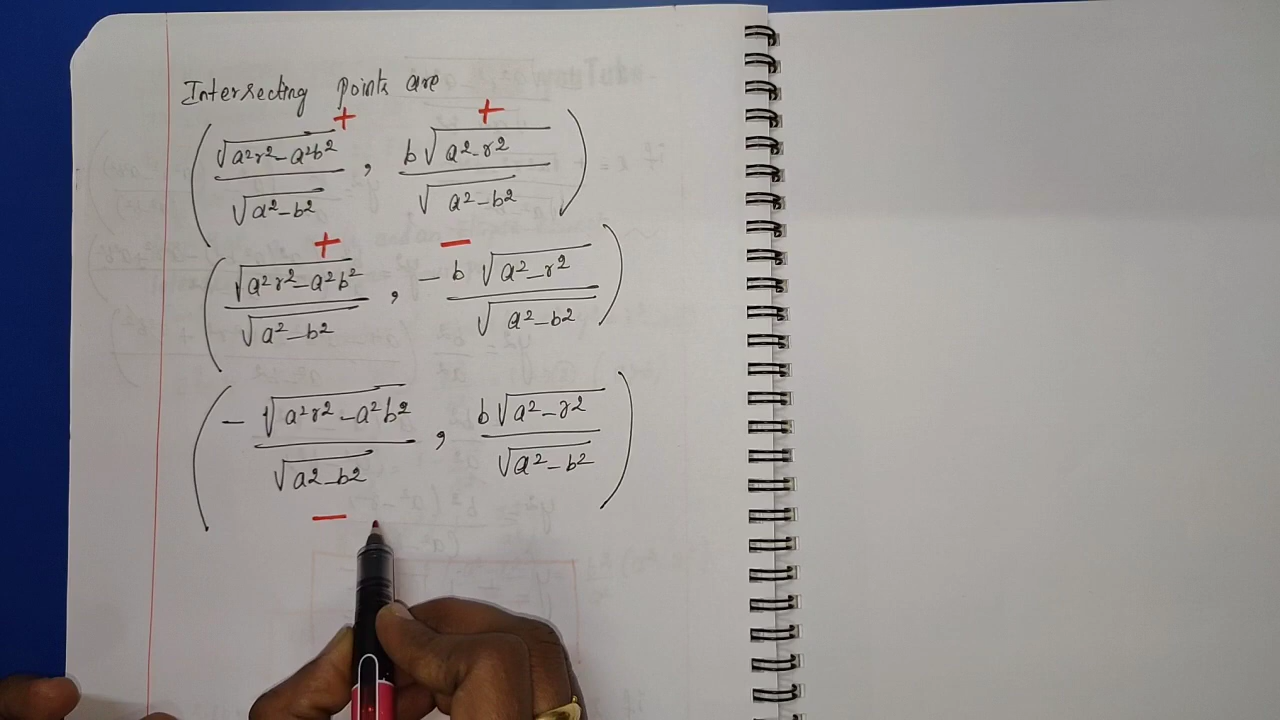 Intersecting points are
+ +
(√(a²r²-a²b²)/√(a²-b²), b√(a²-r²)/√(a²-b²))
+ −
(√(a²r²-a²b²)/√(a²-b²), -b√(a²-r²)/√(a²-b²))
(-√(a²r²-a²b²)/√(a²-b²), b√(a²-r²)/√(a²-b²))
−